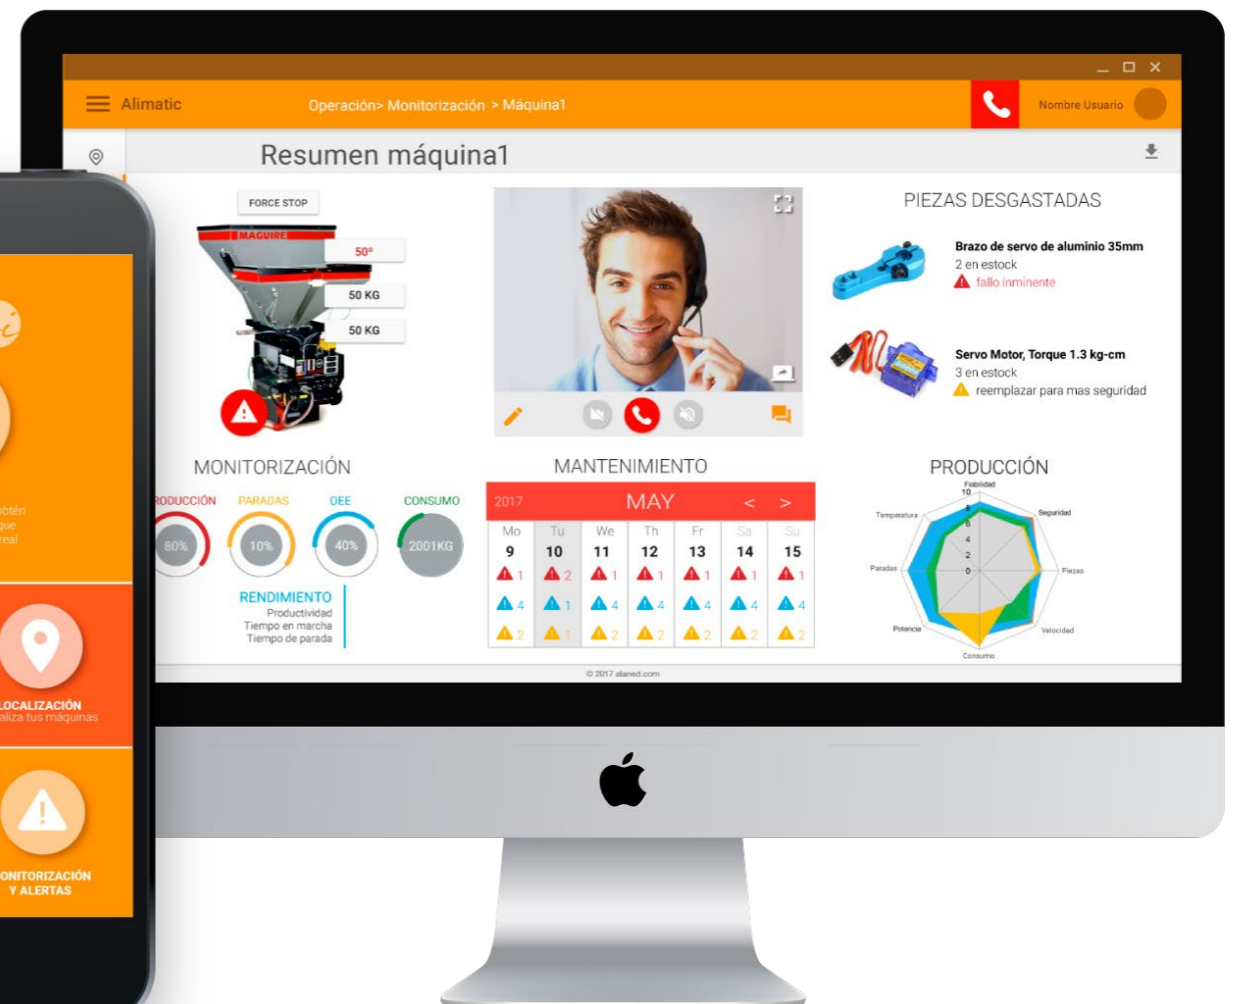 Alimatic
Operación> Monitorización > Máquina1
Nombre Usuario
Resumen máquina1
FORCE STOP
MAGUIRE
50º
50 KG
50 KG
PIEZAS DESGASTADAS
Brazo de servo de aluminio 35mm
2 en estock
fallo inminente
Servo Motor, Torque 1.3 kg-cm
3 en estock
reemplazar para mas seguridad
MONITORIZACIÓN
RODUCCIÓN PARADAS OEE CONSUMO
80% 10% 40% 2001KG
RENDIMIENTO
Productividad
Tiempo en marcha
Tiempo de parada
MANTENIMIENTO
2017 MAY < >
Mo Tu We Th Fr Sa Su
9 10 11 12 13 14 15
1 2 1 1 1 1 1
4 1 4 4 4 4 4
2 1 2 2 2 2 2
PRODUCCIÓN
Fiabilidad
10
8
6
4
2
0
Temperatura
Seguridad
Paradas
Piezas
Potencie
Velocidad
Consumo
© 2017 alaned.com
btén
que
real
LOCALIZACIÓN
aliza tus máquinas
ONITORIZACIÓN
Y ALERTAS